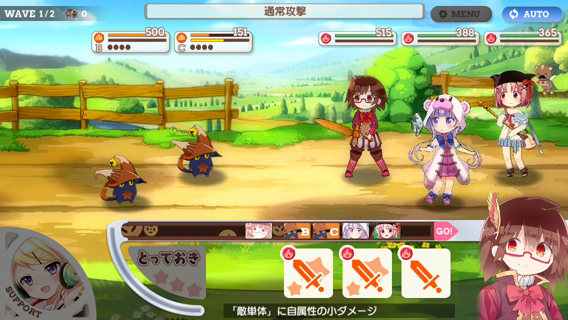 WAVE 1/2 0 通常攻撃 MENU AUTO
500 151 515 388 365
B C
B C GO!
とっておき
SUPPORT
「敵単体」に自属性の小ダメージ